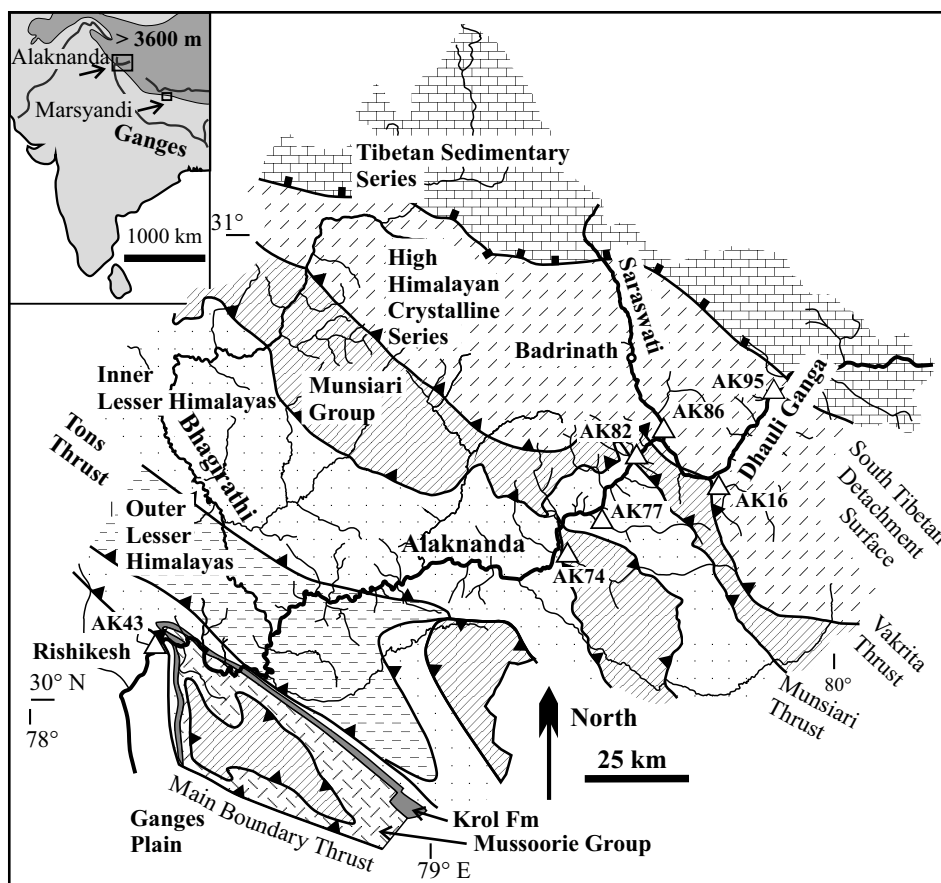 > 3600 m
Alaknanda
Marsyandi
Ganges
1000 km
Tibetan Sedimentary
Series
31°
High
Himalayan
Crystalline
Series
Saraswati
Badrinath
AK95
Inner
Lesser Himalayas
Munsiari
Group
AK86
AK82
Dhauli Ganga
Tons
Thrust
Bhagirathi
AK16
South Tibetan
Detachment
Surface
Outer
Lesser
Himalayas
AK77
Alaknanda
AK74
AK43
Rishikesh
Vakrita
Thrust
80°
Munsiari
Thrust
30° N
78°
North
25 km
Main Boundary Thrust
Ganges
Plain
Krol Fm
Mussoorie Group
79° E